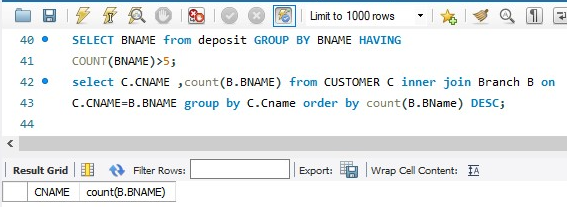 Limit to 1000 rows
40 SELECT BNAME from deposit GROUP BY BNAME HAVING
41 COUNT(BNAME)>5;
42 select C.CNAME ,count(B.BNAME) from CUSTOMER C inner join Branch B on
43 C.CNAME=B.BNAME group by C.Cname order by count(B.BName) DESC;
44
Result Grid Filter Rows: Export: Wrap Cell Content:
CNAME count(B.BNAME)